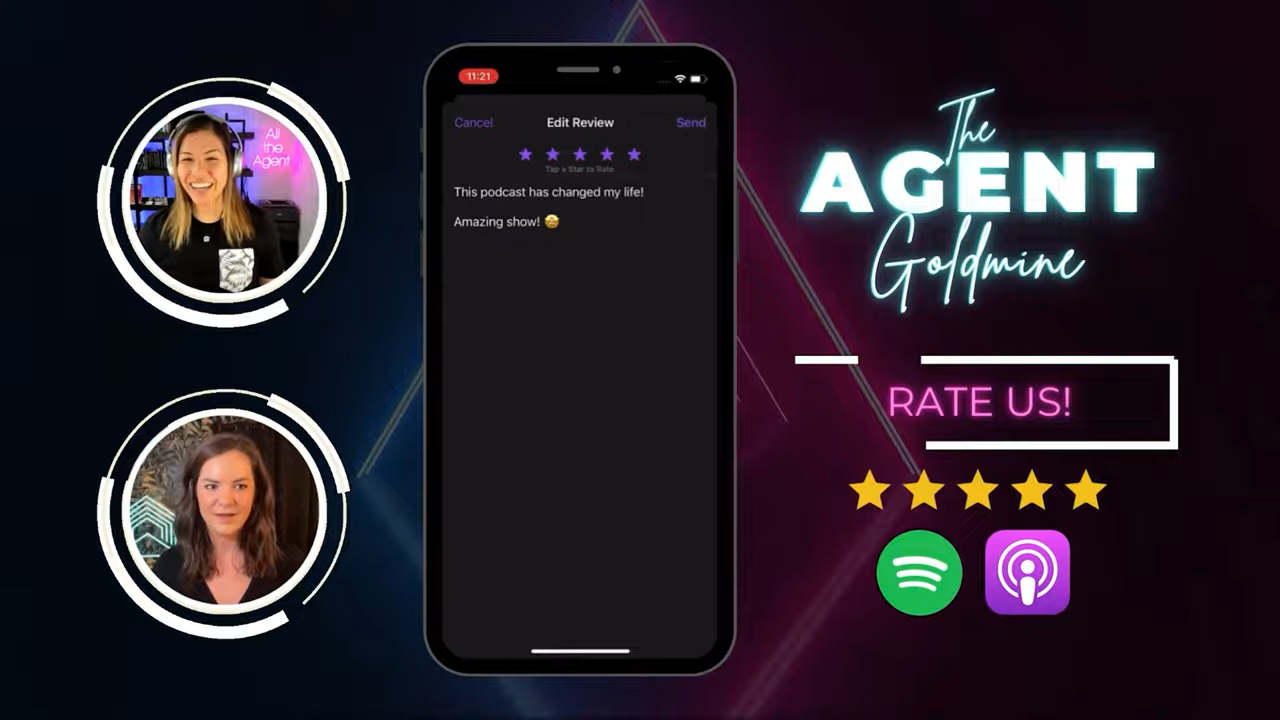 All
the
Agent
11:21
Cancel
Edit Review
Send
Tap a Star to Rate
This podcast has changed my life!
Amazing show! 🤩
The
AGENT
Goldmine
RATE US!